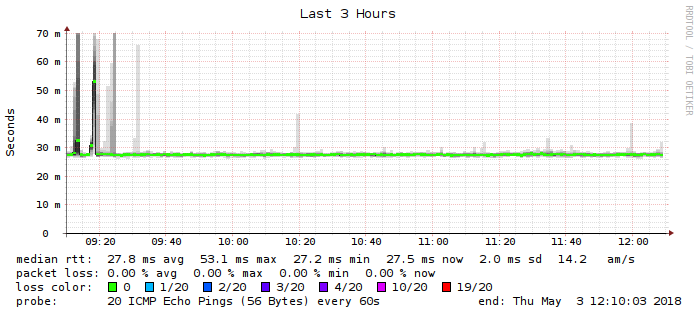 Last 3 Hours
RRDTOOL / TOBI OETIKER
Seconds
70 m
60 m
50 m
40 m
30 m
20 m
10 m
0
09:20 09:40 10:00 10:20 10:40 11:00 11:20 11:40 12:00
median rtt: 27.8 ms avg 53.1 ms max 27.2 ms min 27.5 ms now 2.0 ms sd 14.2 am/s
packet loss: 0.00 % avg 0.00 % max 0.00 % min 0.00 % now
loss color: 0 1/20 2/20 3/20 4/20 10/20 19/20
probe: 20 ICMP Echo Pings (56 Bytes) every 60s end: Thu May 3 12:10:03 2018